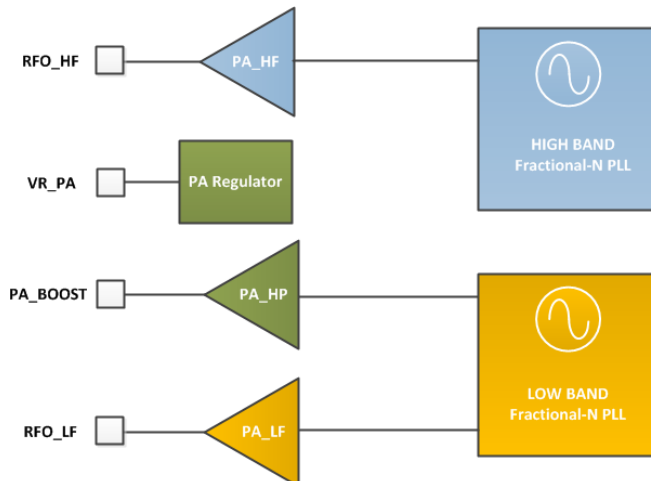 RFO_HF
PA_HF
HIGH BAND
Fractional-N PLL
VR_PA
PA Regulator
PA_BOOST
PA_HP
LOW BAND
Fractional-N PLL
RFO_LF
PA_LF